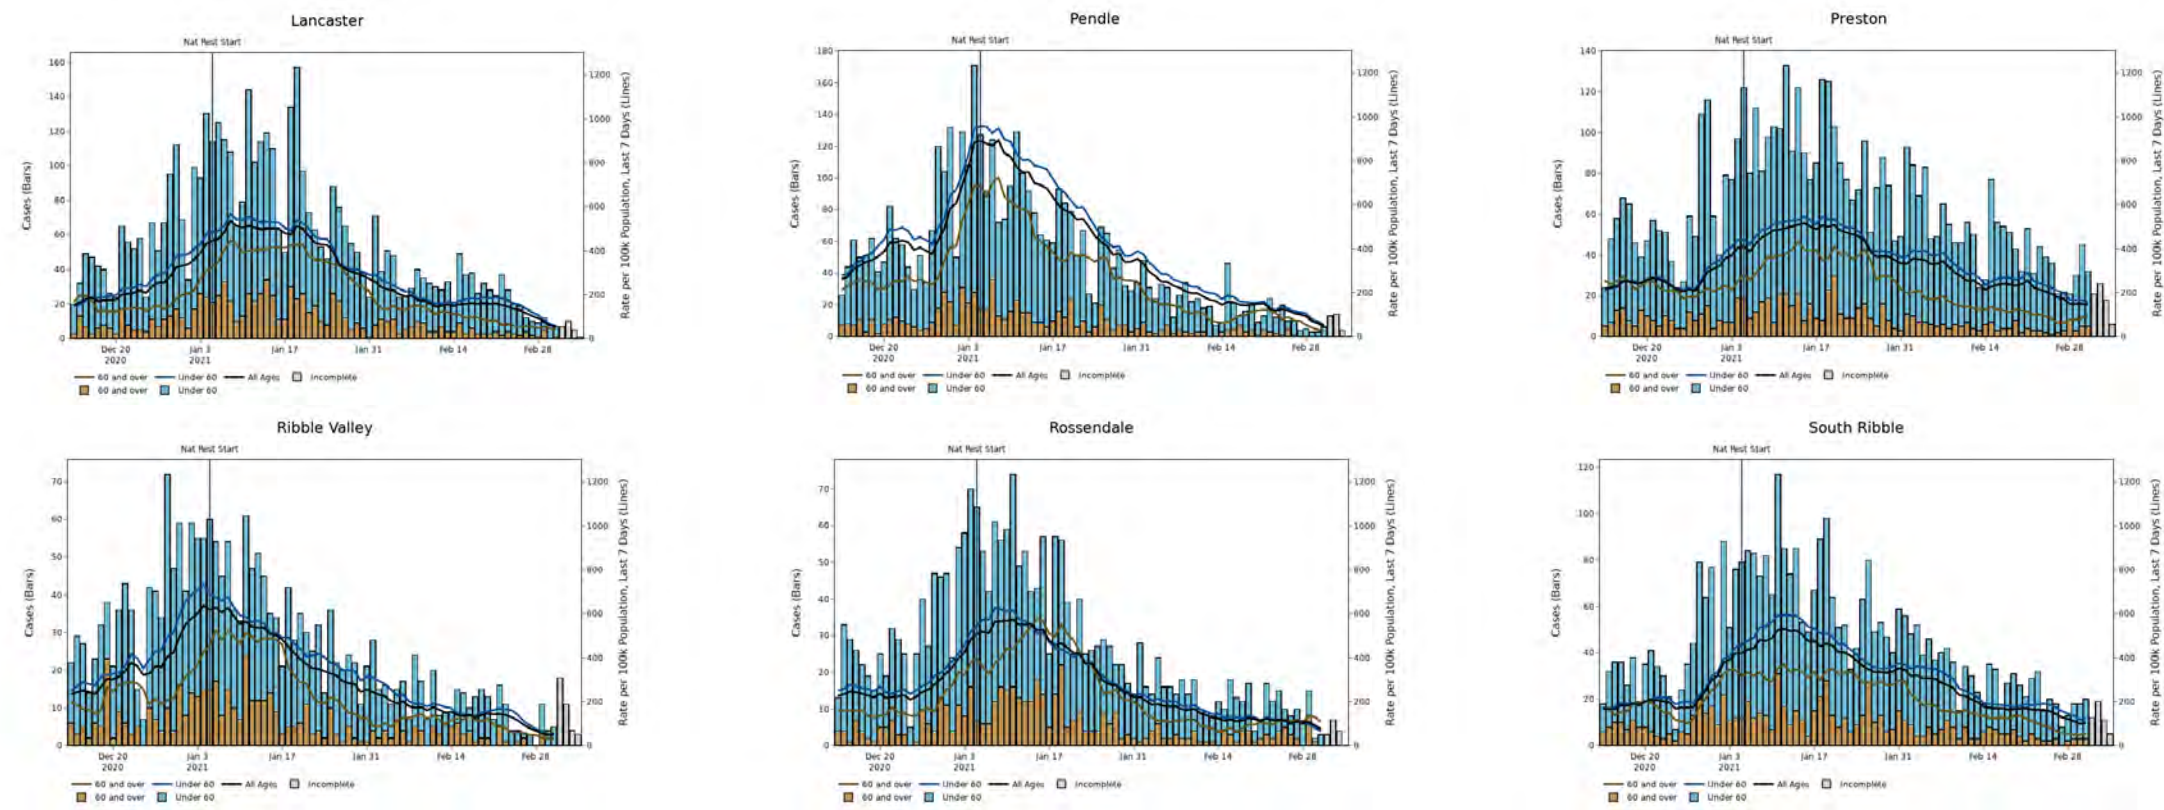 Lancaster
Nat Rest Start
Cases (Bars)
160
140
120
100
80
60
40
20
0
1200
1000
800
600
400
200
0
Rate per 100k Population, Last 7 Days (Lines)
Dec 20 Jan 3 Jan 17 Jan 31 Feb 14 Feb 28
2020 2021
60 and over Under 60 All Ages Incomplete
60 and over Under 60
Pendle
Nat Rest Start
Cases (Bars)
180
160
140
120
100
80
60
40
20
0
1200
1000
800
600
400
200
0
Rate per 100k Population, Last 7 Days (Lines)
Dec 20 Jan 3 Jan 17 Jan 31 Feb 14 Feb 28
2020 2021
60 and over Under 60 All Ages Incomplete
60 and over Under 60
Preston
Nat Rest Start
Cases (Bars)
140
120
100
80
60
40
20
0
1200
1000
800
600
400
200
0
Rate per 100k Population, Last 7 Days (Lines)
Dec 20 Jan 3 Jan 17 Jan 31 Feb 14 Feb 28
2020 2021
60 and over Under 60 All Ages Incomplete
60 and over Under 60
Ribble Valley
Nat Rest Start
Cases (Bars)
70
60
50
40
30
20
10
0
1200
1000
800
600
400
200
0
Rate per 100k Population, Last 7 Days (Lines)
Dec 20 Jan 3 Jan 17 Jan 31 Feb 14 Feb 28
2020 2021
60 and over Under 60 All Ages Incomplete
60 and over Under 60
Rossendale
Nat Rest Start
Cases (Bars)
70
60
50
40
30
20
10
0
1200
1000
800
600
400
200
0
Rate per 100k Population, Last 7 Days (Lines)
Dec 20 Jan 3 Jan 17 Jan 31 Feb 14 Feb 28
2020 2021
60 and over Under 60 All Ages Incomplete
60 and over Under 60
South Ribble
Nat Rest Start
Cases (Bars)
120
100
80
60
40
20
0
1200
1000
800
600
400
200
0
Rate per 100k Population, Last 7 Days (Lines)
Dec 20 Jan 3 Jan 17 Jan 31 Feb 14 Feb 28
2020 2021
60 and over Under 60 All Ages Incomplete
60 and over Under 60